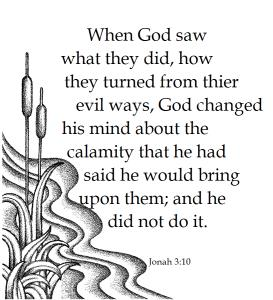 When God saw
what they did, how
they turned from thier
evil ways, God changed
his mind about the
calamity that he had
said he would bring
upon them; and he
did not do it.
Jonah 3:10